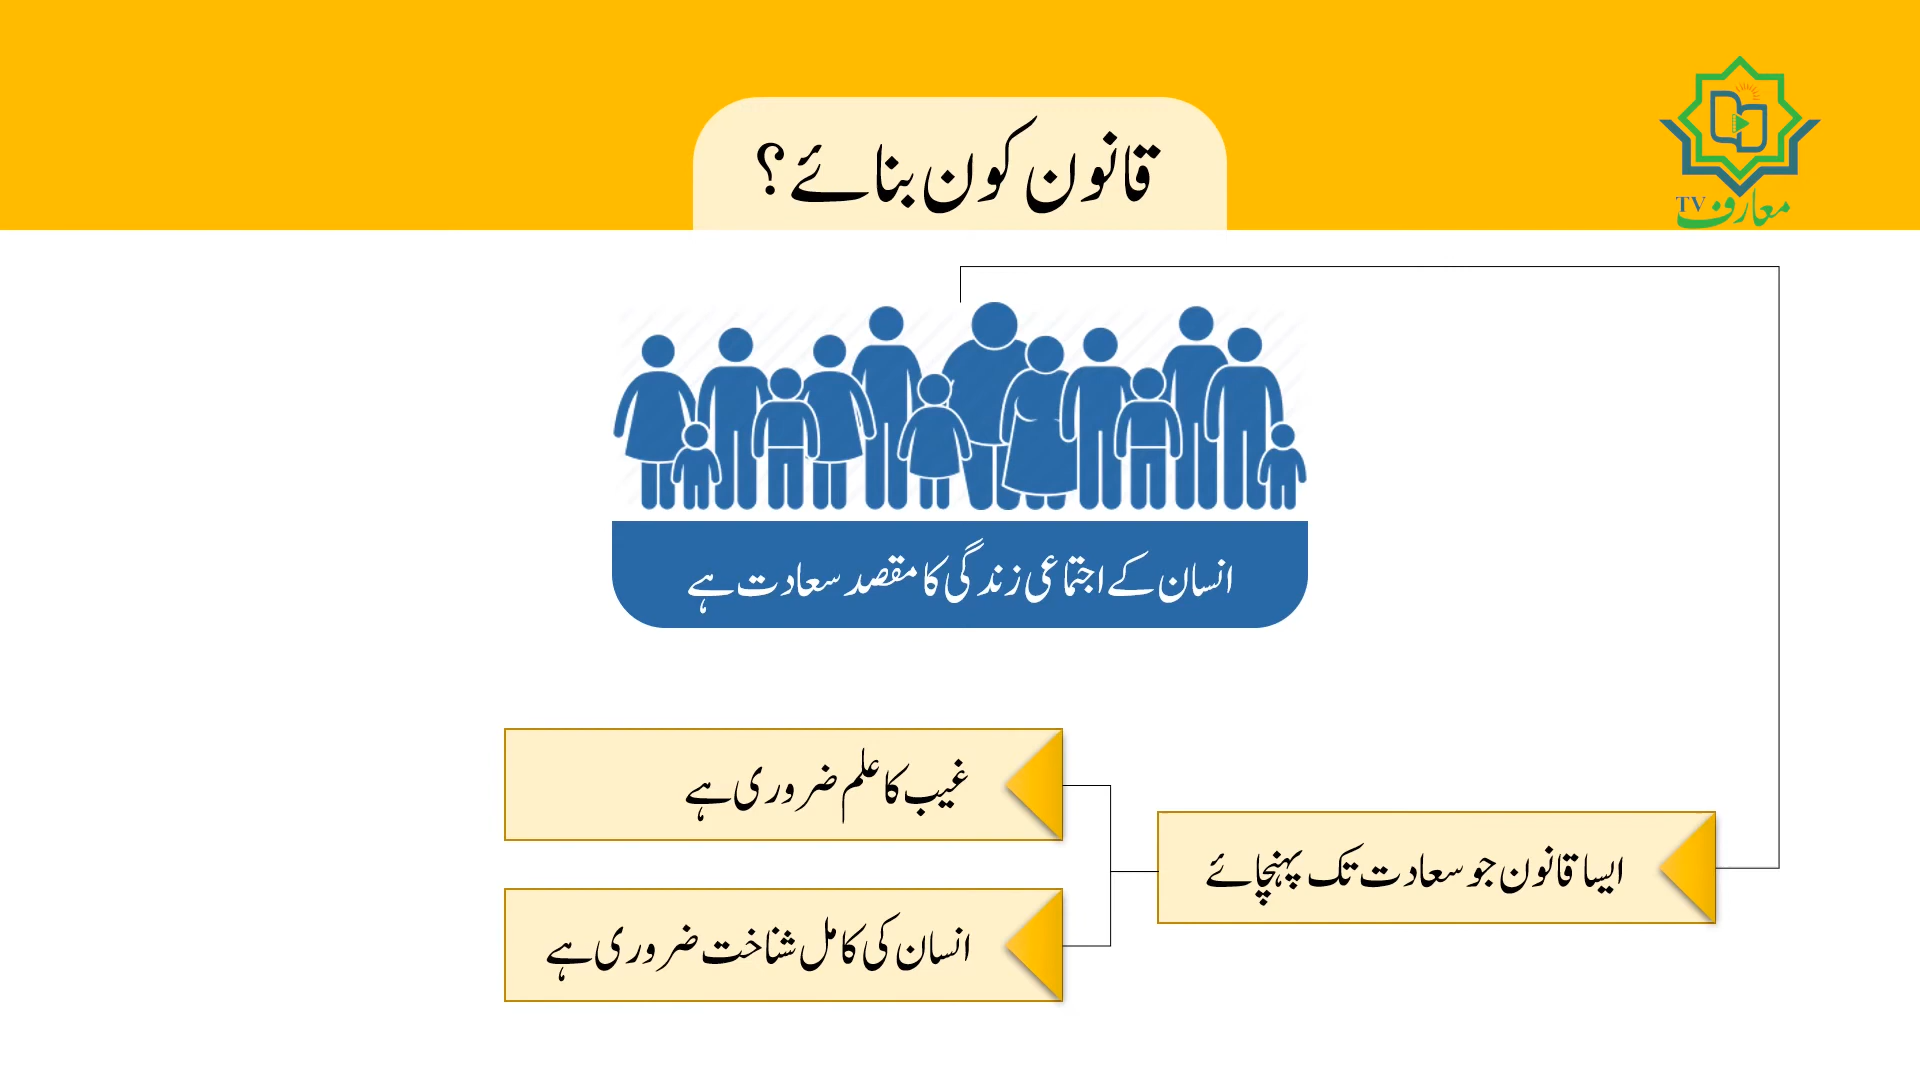 قانون کون بنائے؟
معارف TV
انسان کے اجتماعی زندگی کا مقصد سعادت ہے
ایسا قانون جو سعادت تک پہنچائے
غیب کا علم ضروری ہے
انسان کی کامل شناخت ضروری ہے